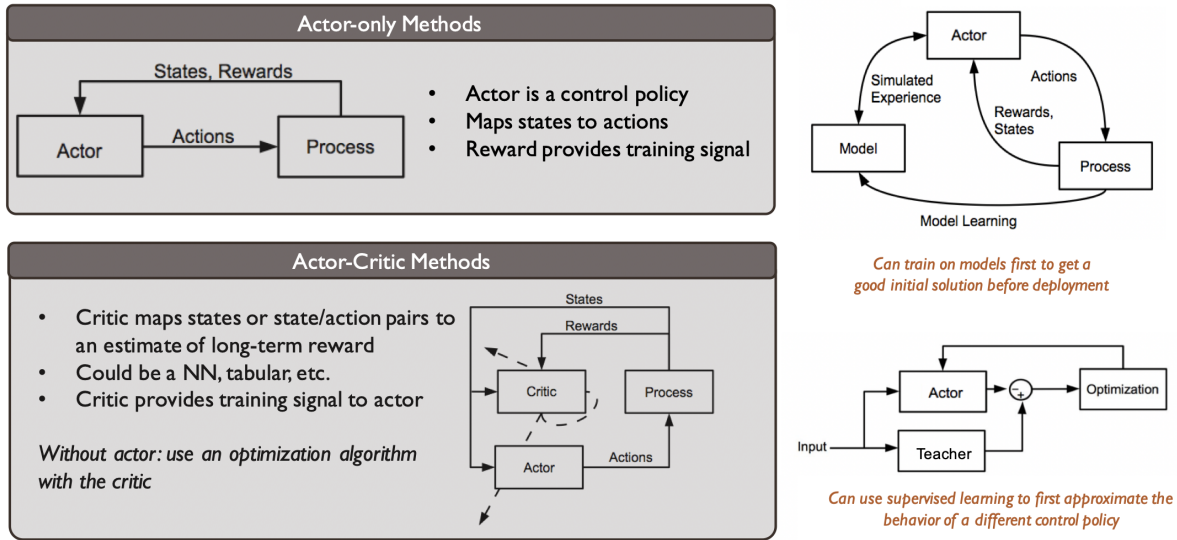 Actor-only Methods
States, Rewards
Actor
Actions
Process
• Actor is a control policy
• Maps states to actions
• Reward provides training signal
Actor
Simulated
Experience
Actions
Rewards,
States
Model
Process
Model Learning
Can train on models first to get a
good initial solution before deployment
Actor-Critic Methods
• Critic maps states or state/action pairs to
an estimate of long-term reward
• Could be a NN, tabular, etc.
• Critic provides training signal to actor
Without actor: use an optimization algorithm
with the critic
States
Rewards
Critic
Process
Actor
Actions
Actor
−
+
Optimization
Input
Teacher
Can use supervised learning to first approximate the
behavior of a different control policy